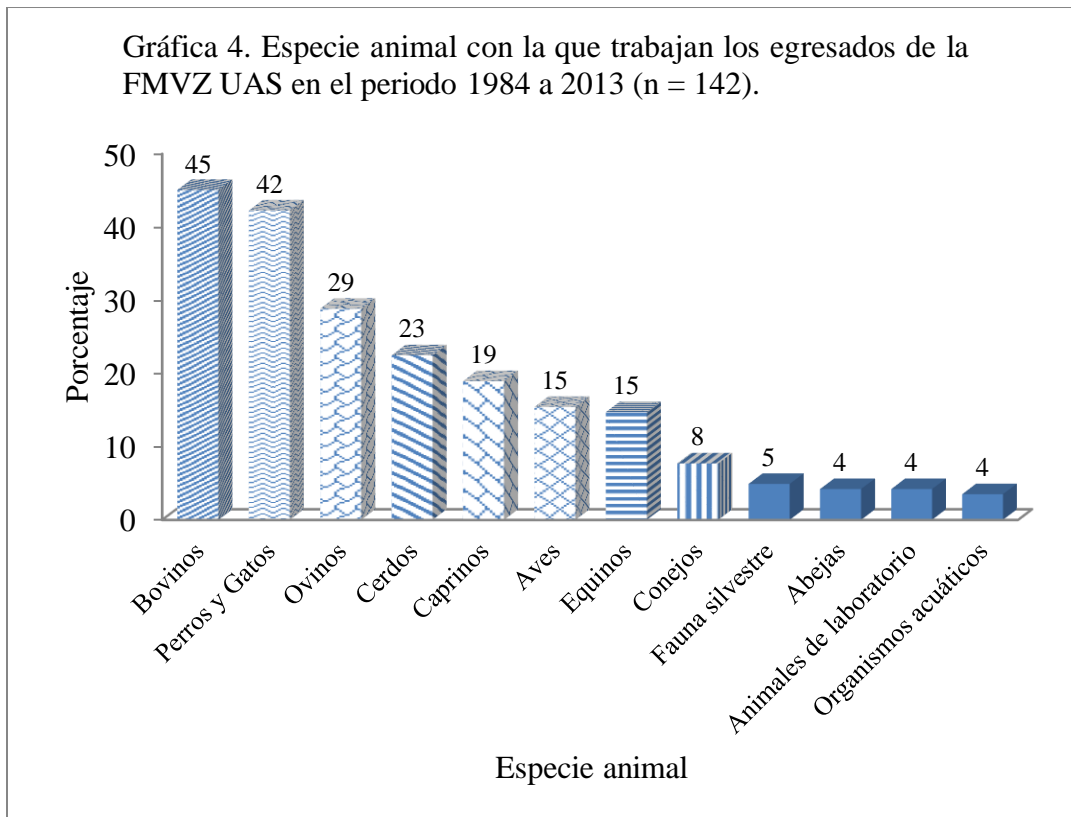 Gráfica 4. Especie animal con la que trabajan los egresados de la
FMVZ UAS en el periodo 1984 a 2013 (n = 142).
50
40
30
20
10
0
Porcentaje
45
42
29
23
19
15
15
8
5
4
4
4
Bovinos
Perros y Gatos
Ovinos
Cerdos
Caprinos
Aves
Equinos
Conejos
Fauna silvestre
Abejas
Animales de laboratorio
Organismos acuáticos
Especie animal